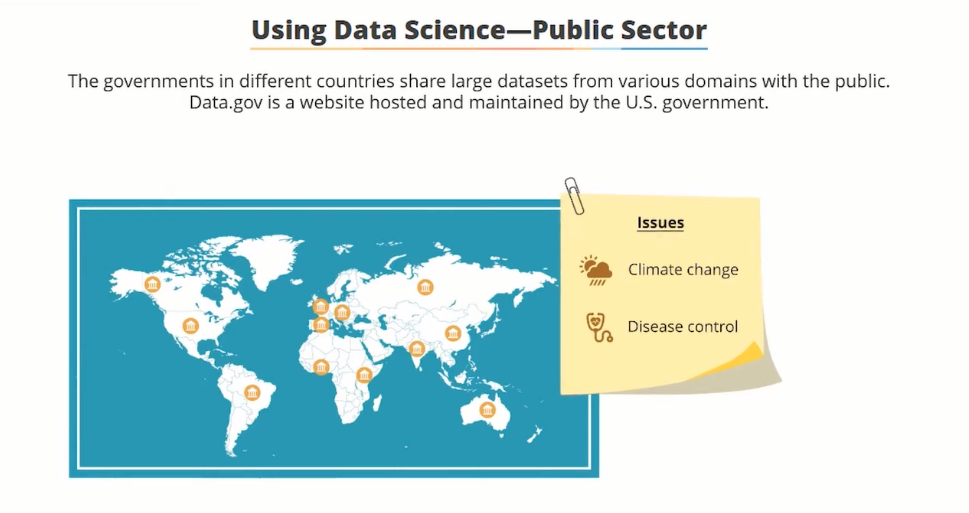 Using Data Science—Public Sector
The governments in different countries share large datasets from various domains with the public.
Data.gov is a website hosted and maintained by the U.S. government.
Issues
Climate change
Disease control